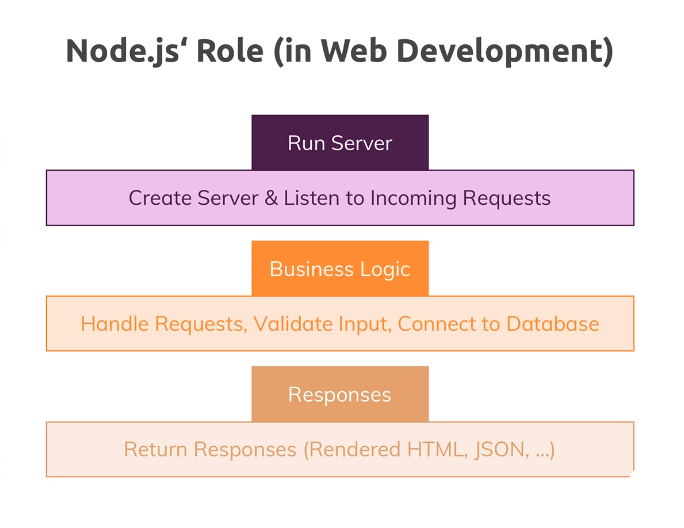 Node.js‘ Role (in Web Development)
Run Server
Create Server & Listen to Incoming Requests
Business Logic
Handle Requests, Validate Input, Connect to Database
Responses
Return Responses (Rendered HTML, JSON, ...)